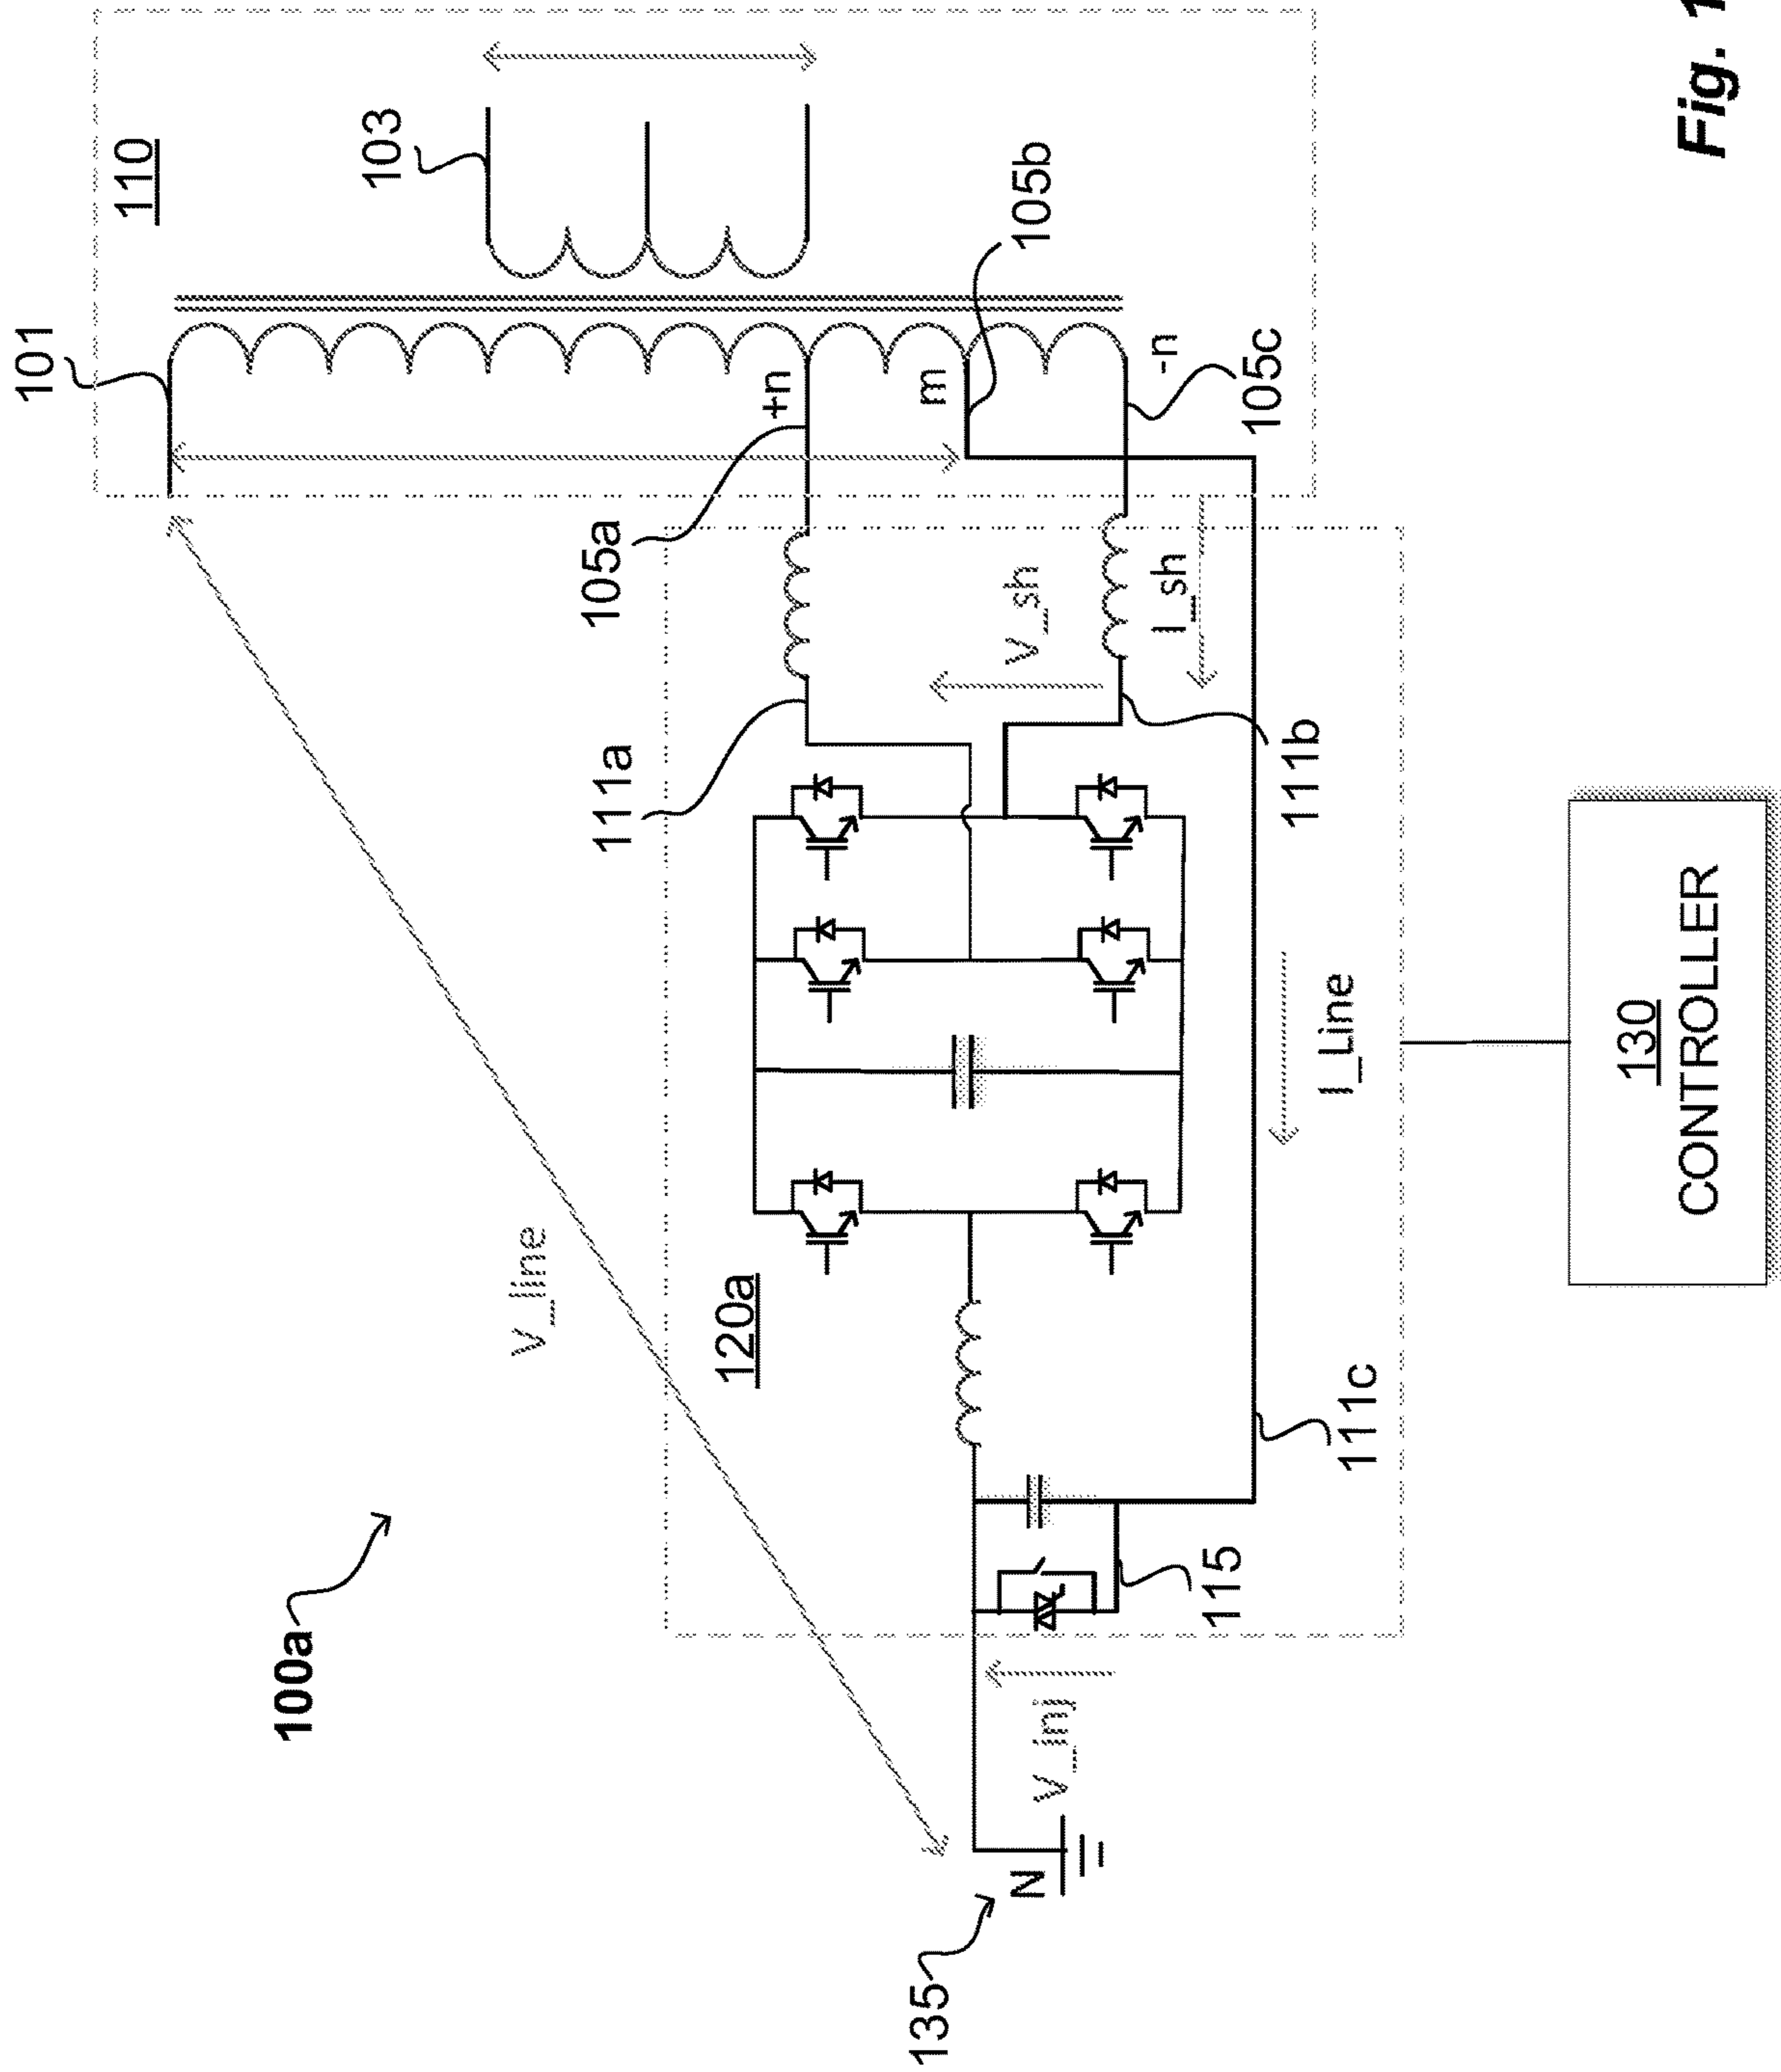 100a
V_line
101
110
103
105a
+n
m
105b
-n
105c
111a
V_sh
I_sh
111b
120a
I_Line
111c
115
V_inj
N
135
130
CONTROLLER
Fig. 1